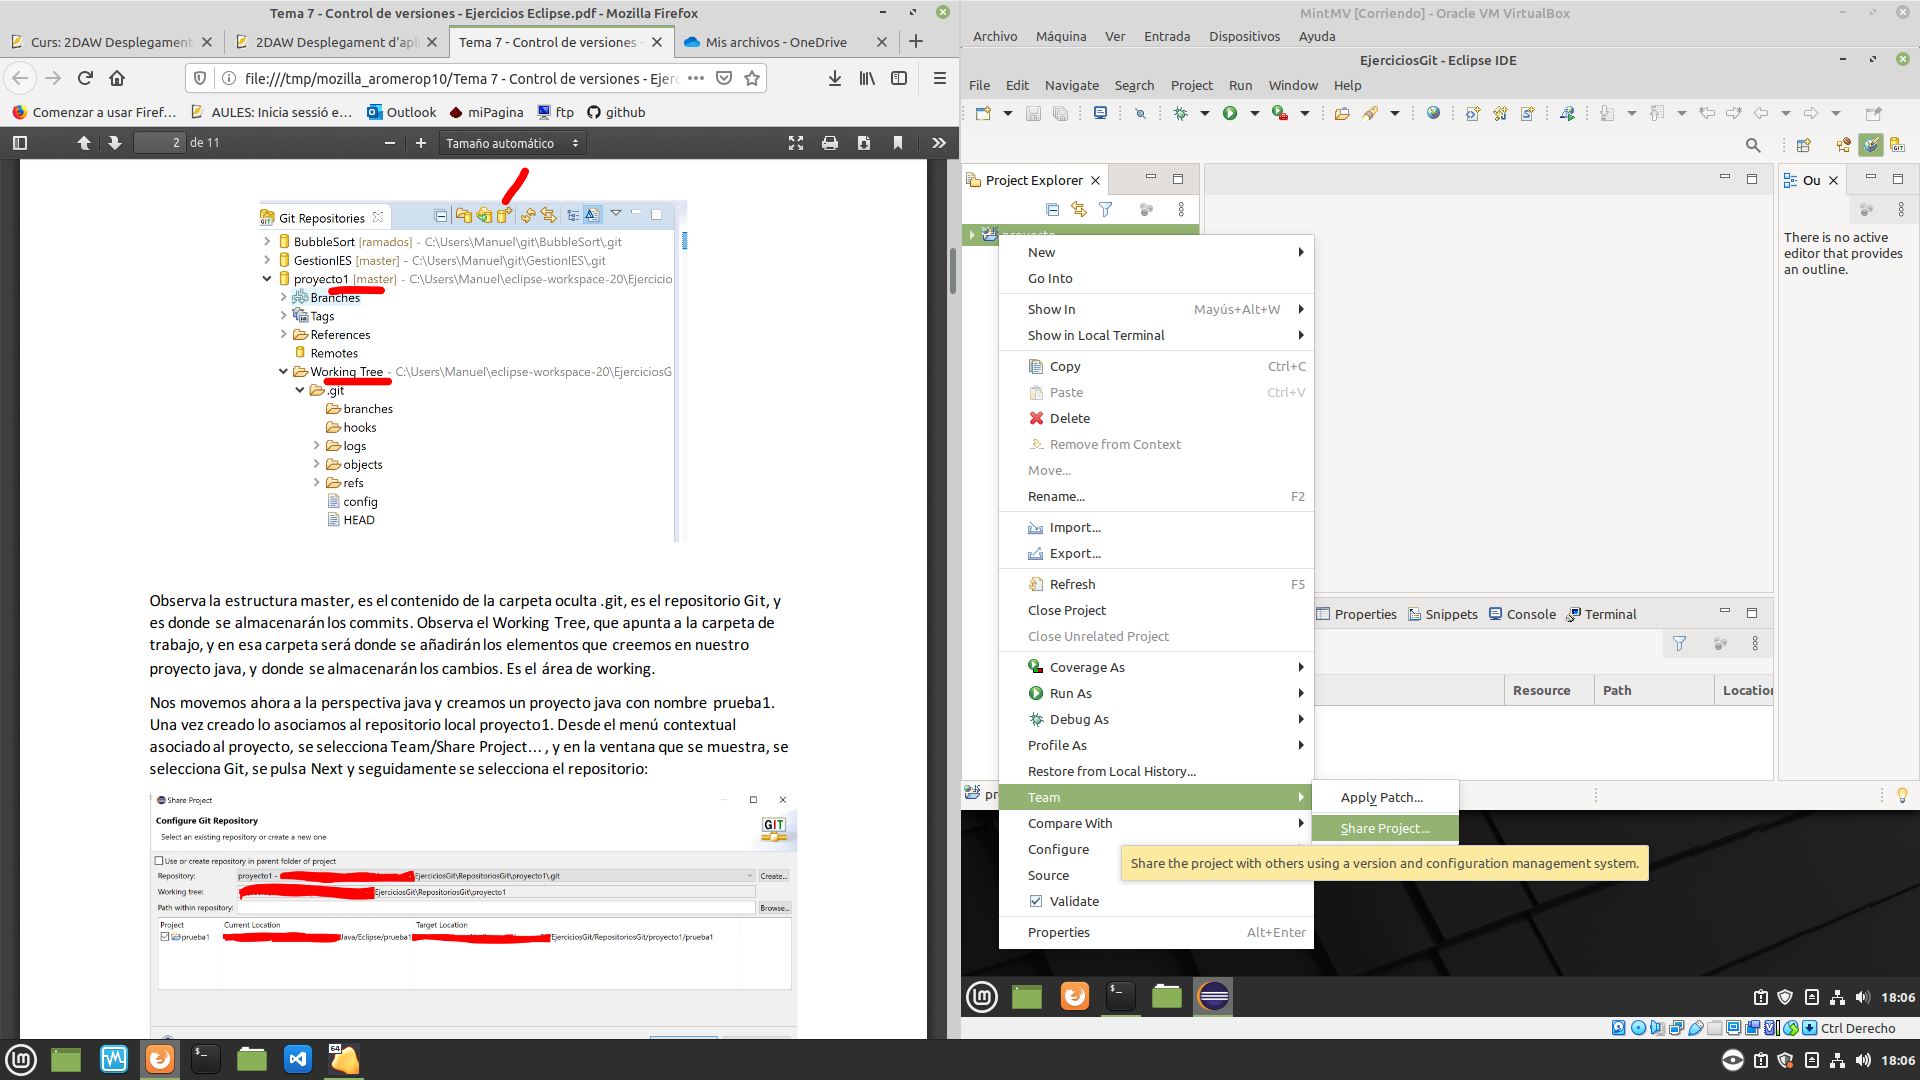 Tema 7 - Control de versiones - Ejercicios Eclipse.pdf - Mozilla Firefox
Curs: 2DAW Desplegament
2DAW Desplegament d'apl
Tema 7 - Control de versiones -
Mis archivos - OneDrive
file:///tmp/mozilla_aromerop10/Tema 7 - Control de versiones - Ejerc
Comenzar a usar Firef…
AULES: Inicia sessió e…
Outlook
miPagina
ftp
github
2 de 11
Tamaño automático
Git Repositories
BubbleSort [ramados] - C:\Users\Manuel\git\BubbleSort\.git
GestionIES [master] - C:\Users\Manuel\git\GestionIES\.git
proyecto1 [master] - C:\Users\Manuel\eclipse-workspace-20\Ejercicio
Branches
Tags
References
Remotes
Working Tree - C:\Users\Manuel\eclipse-workspace-20\EjerciciosG
.git
branches
hooks
logs
objects
refs
config
HEAD
Observa la estructura master, es el contenido de la carpeta oculta .git, es el repositorio Git, y
es donde se almacenarán los commits. Observa el Working Tree, que apunta a la carpeta de
trabajo, y en esa carpeta será donde se añadirán los elementos que creemos en nuestro
proyecto java, y donde se almacenarán los cambios. Es el área de working.
Nos movemos ahora a la perspectiva java y creamos un proyecto java con nombre prueba1.
Una vez creado lo asociamos al repositorio local proyecto1. Desde el menú contextual
asociado al proyecto, se selecciona Team/Share Project… , y en la ventana que se muestra, se
selecciona Git, se pulsa Next y seguidamente se selecciona el repositorio:
Share Project
Configure Git Repository
Select an existing repository or create a new one
GIT
Use or create repository in parent folder of project
Repository: proyecto1 - EjerciciosGit\RepositoriosGit\proyecto1\.git Create...
Working tree: EjerciciosGit\RepositoriosGit\proyecto1
Path within repository: Browse...
Project Current Location Target Location
prueba1 Java/Eclipse/prueba1 EjerciciosGit/RepositoriosGit/proyecto1/prueba1
MintMV [Corriendo] - Oracle VM VirtualBox
Archivo Máquina Ver Entrada Dispositivos Ayuda
EjerciciosGit - Eclipse IDE
File Edit Navigate Search Project Run Window Help
Project Explorer
Ou
There is no active
editor that provides
an outline.
New
Go Into
Show In Mayús+Alt+W
Show in Local Terminal
Copy Ctrl+C
Paste Ctrl+V
Delete
Remove from Context
Move...
Rename... F2
Import...
Export...
Refresh F5
Close Project
Close Unrelated Project
Coverage As
Run As
Debug As
Profile As
Restore from Local History...
Team
Compare With
Configure
Source
Validate
Properties Alt+Enter
Apply Patch...
Share Project...
Share the project with others using a version and configuration management system.
Properties Snippets Console Terminal
Resource Path Location
pr
18:06
Ctrl Derecho
64
18:06